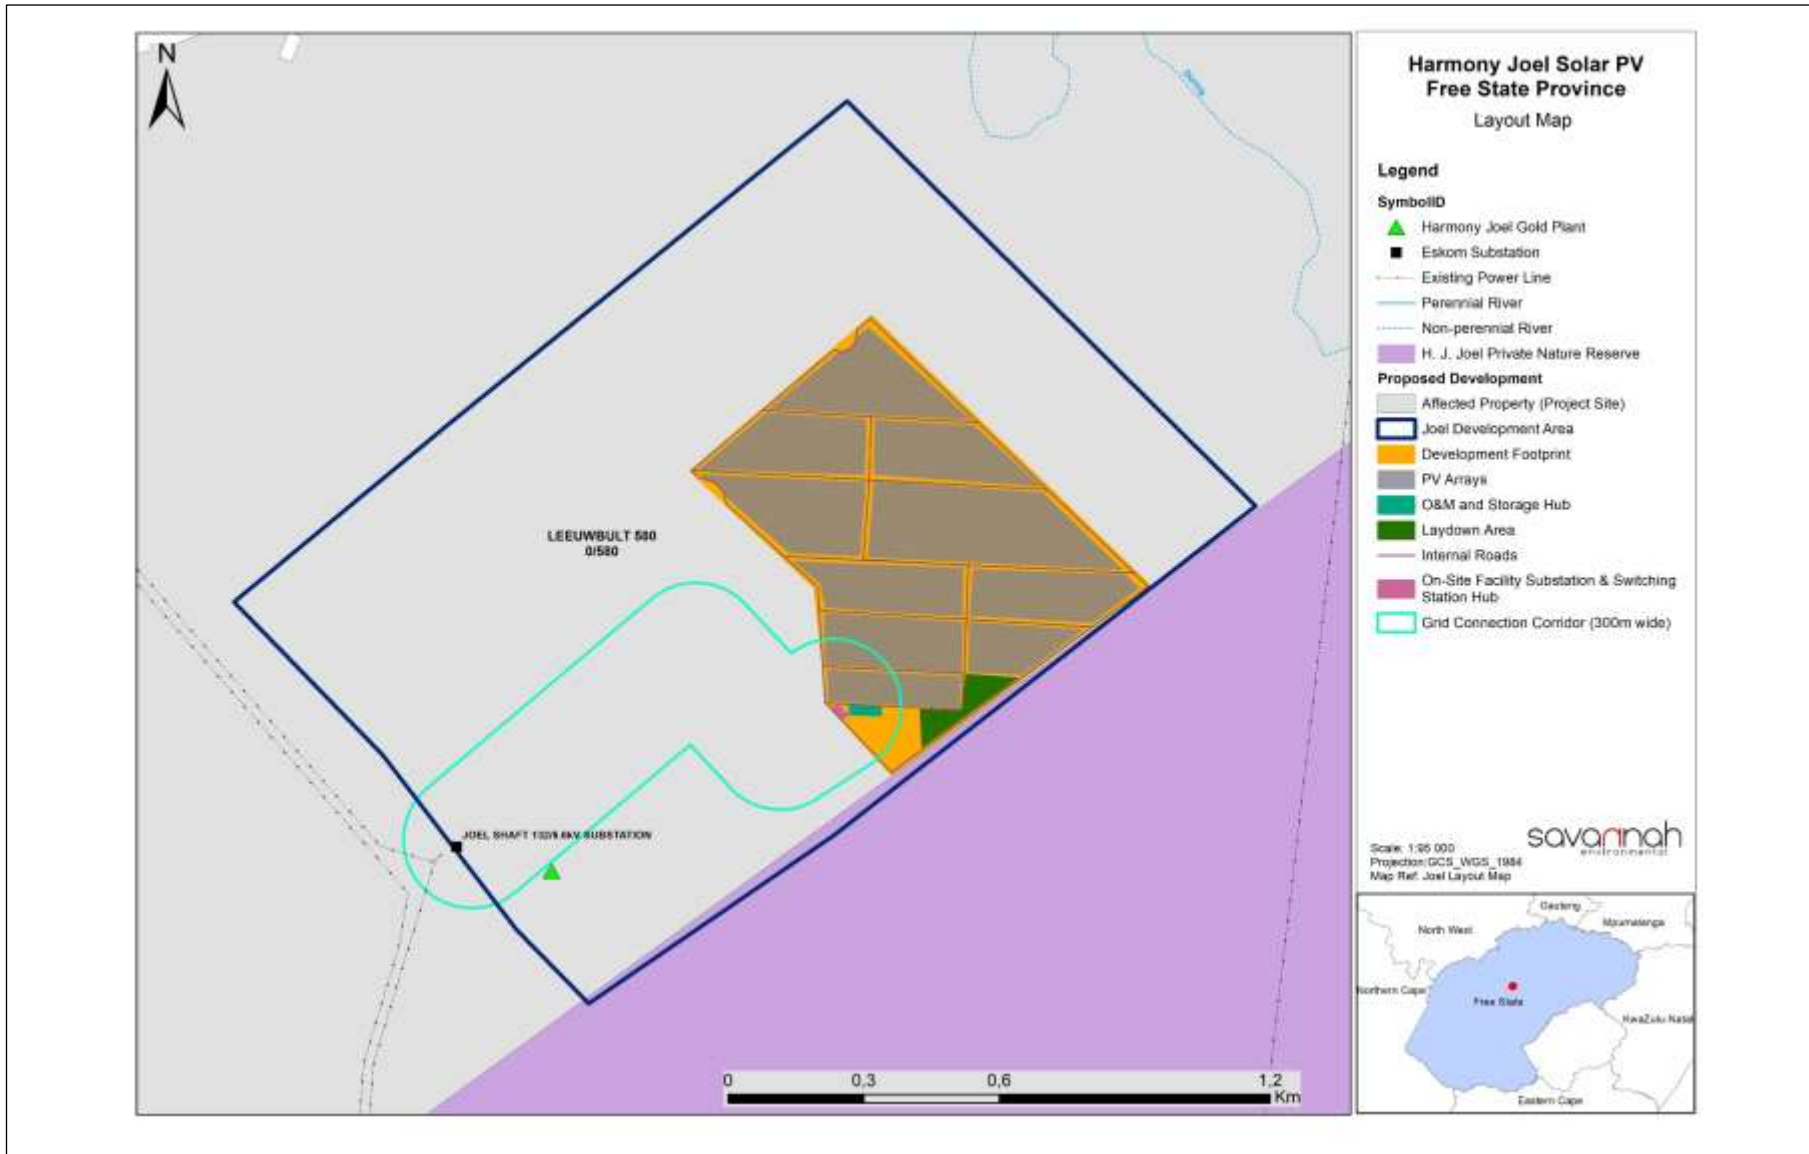 N
LEEUWBULT 580
0/580
JOEL SHAFT 132/6.6kV SUBSTATION
0
0,3
0,6
1,2
Km
Harmony Joel Solar PV
Free State Province
Layout Map
Legend
SymbolID
Harmony Joel Gold Plant
Eskom Substation
Existing Power Line
Perennial River
Non-perennial River
H. J. Joel Private Nature Reserve
Proposed Development
Affected Property (Project Site)
Joel Development Area
Development Footprint
PV Arrays
O&M and Storage Hub
Laydown Area
Internal Roads
On-Site Facility Substation & Switching
Station Hub
Grid Connection Corridor (300m wide)
savannah
environmental
Scale: 1:95 000
Projection:GCS_WGS_1984
Map Ref: Joel Layout Map
Gauteng
Mpumalanga
North West
Northern Cape
Free State
KwaZulu Natal
Eastern Cape